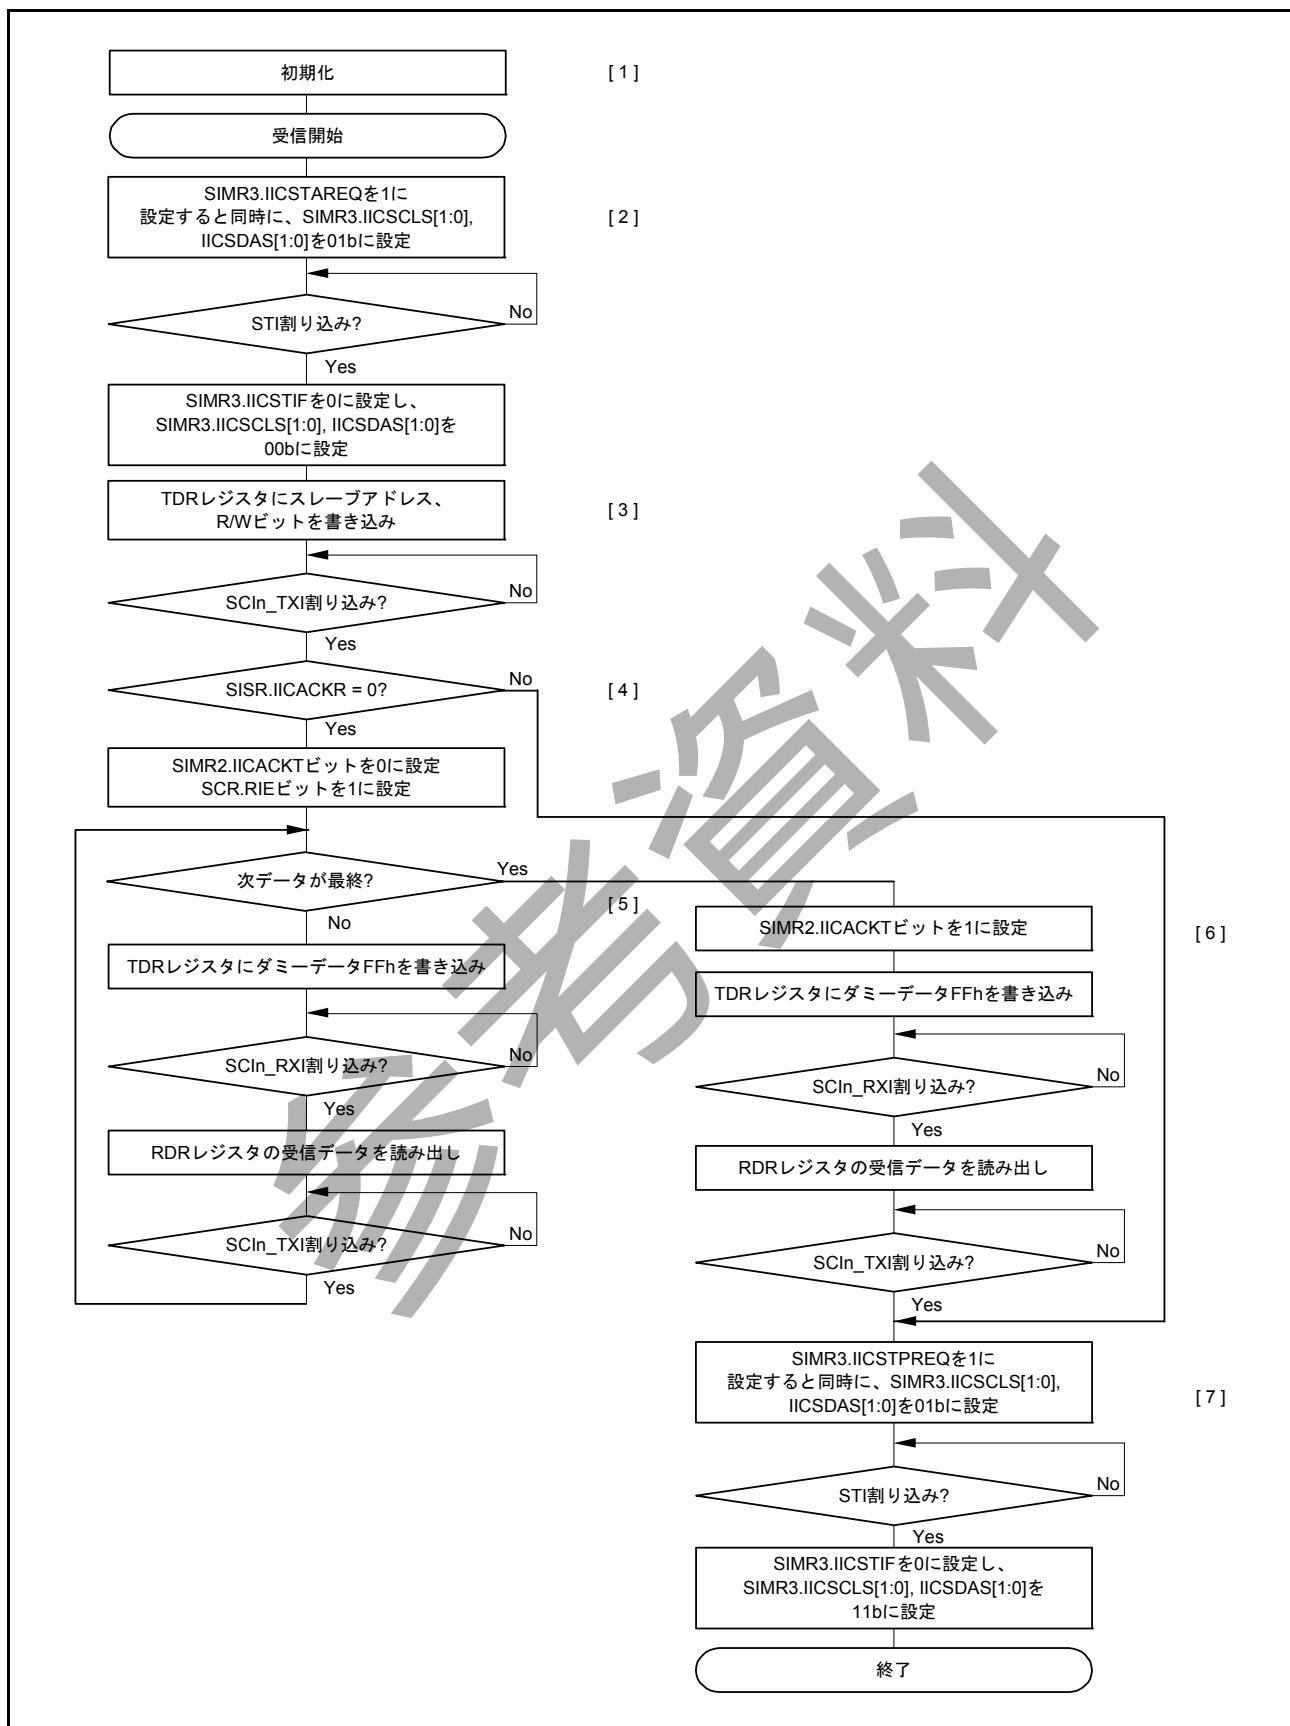 初期化
[ 1 ]
受信開始
SIMR3.IICSTAREQを1に
設定すると同時に、SIMR3.IICSCLS[1:0],
IICSDAS[1:0]を01bに設定
[ 2 ]
STI割り込み?
No
Yes
SIMR3.IICSTIFを0に設定し、
SIMR3.IICSCLS[1:0], IICSDAS[1:0]を
00bに設定
TDRレジスタにスレーブアドレス、
R/Wビットを書き込み
[ 3 ]
SCIn_TXI割り込み?
No
Yes
SISR.IICACKR = 0?
No
[ 4 ]
Yes
SIMR2.IICACKTビットを0に設定
SCR.RIEビットを1に設定
次データが最終?
Yes
[ 5 ]
No
TDRレジスタにダミーデータFFhを書き込み
SCIn_RXI割り込み?
No
Yes
RDRレジスタの受信データを読み出し
SCIn_TXI割り込み?
No
Yes
SIMR2.IICACKTビットを1に設定
[ 6 ]
TDRレジスタにダミーデータFFhを書き込み
SCIn_RXI割り込み?
No
Yes
RDRレジスタの受信データを読み出し
SCIn_TXI割り込み?
No
Yes
SIMR3.IICSTPREQを1に
設定すると同時に、SIMR3.IICSCLS[1:0],
IICSDAS[1:0]を01bに設定
[ 7 ]
STI割り込み?
No
Yes
SIMR3.IICSTIFを0に設定し、
SIMR3.IICSCLS[1:0], IICSDAS[1:0]を
11bに設定
終了
参考資料